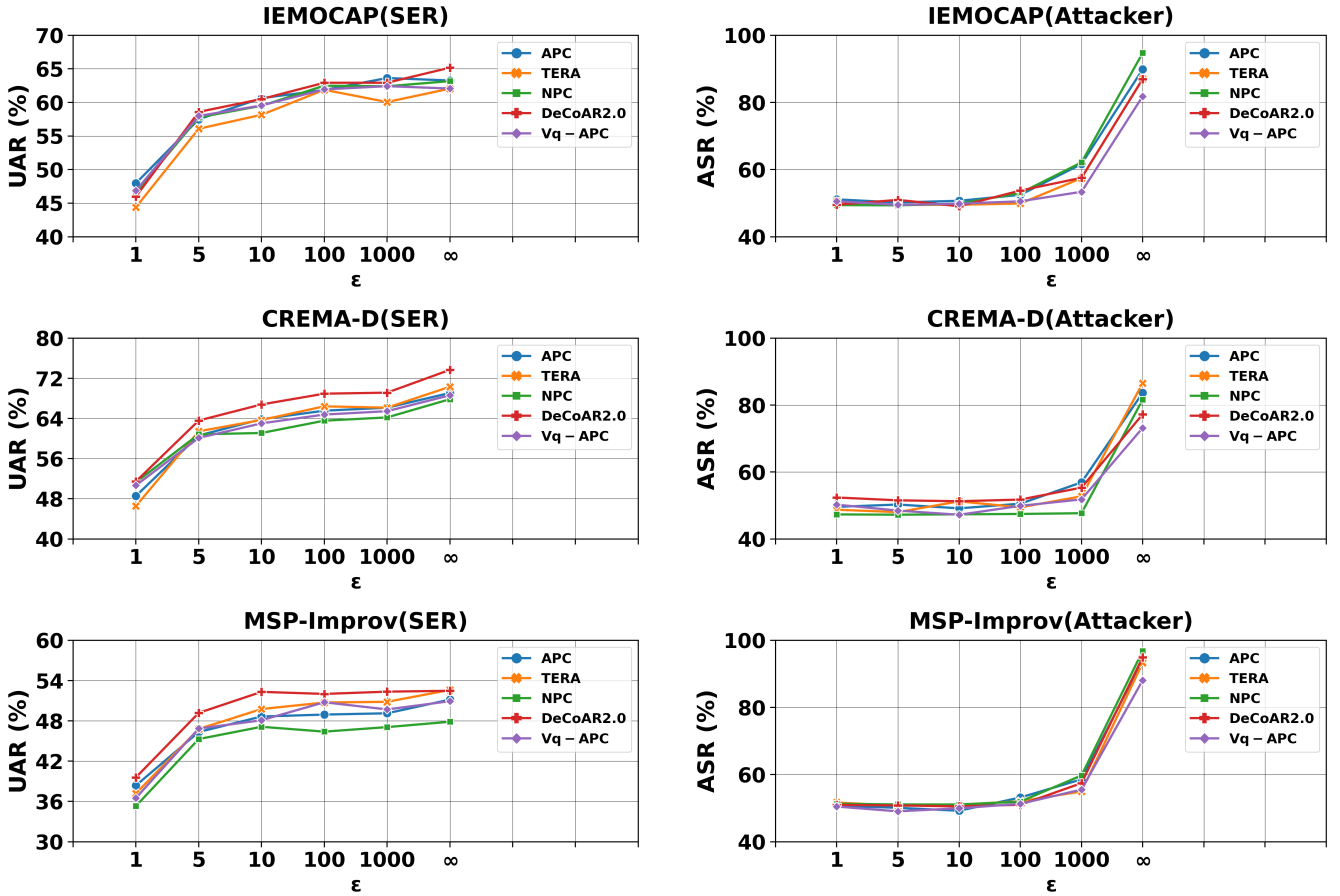 IEMOCAP(SER)
UAR (%)
70
65
60
55
50
45
40
1 5 10 100 1000 ∞
ε
APC
TERA
NPC
DeCoAR2.0
Vq − APC
IEMOCAP(Attacker)
ASR (%)
100
80
60
40
1 5 10 100 1000 ∞
ε
APC
TERA
NPC
DeCoAR2.0
Vq − APC
CREMA-D(SER)
UAR (%)
80
72
64
56
48
40
1 5 10 100 1000 ∞
ε
APC
TERA
NPC
DeCoAR2.0
Vq − APC
CREMA-D(Attacker)
ASR (%)
100
80
60
40
1 5 10 100 1000 ∞
ε
APC
TERA
NPC
DeCoAR2.0
Vq − APC
MSP-Improv(SER)
UAR (%)
60
54
48
42
36
30
1 5 10 100 1000 ∞
ε
APC
TERA
NPC
DeCoAR2.0
Vq − APC
MSP-Improv(Attacker)
ASR (%)
100
80
60
40
1 5 10 100 1000 ∞
ε
APC
TERA
NPC
DeCoAR2.0
Vq − APC